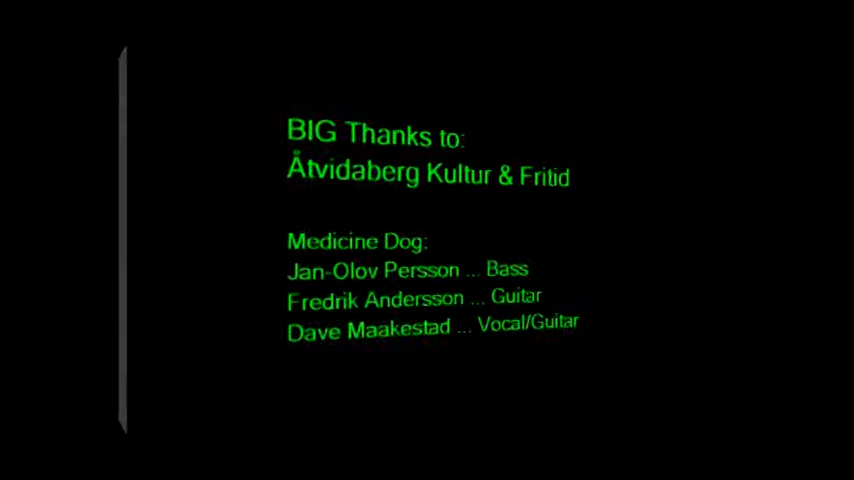 BIG Thanks to:
Åtvidaberg Kultur & Fritid
Medicine Dog:
Jan-Olov Persson ... Bass
Fredrik Andersson ... Guitar
Dave Maakestad ... Vocal/Guitar